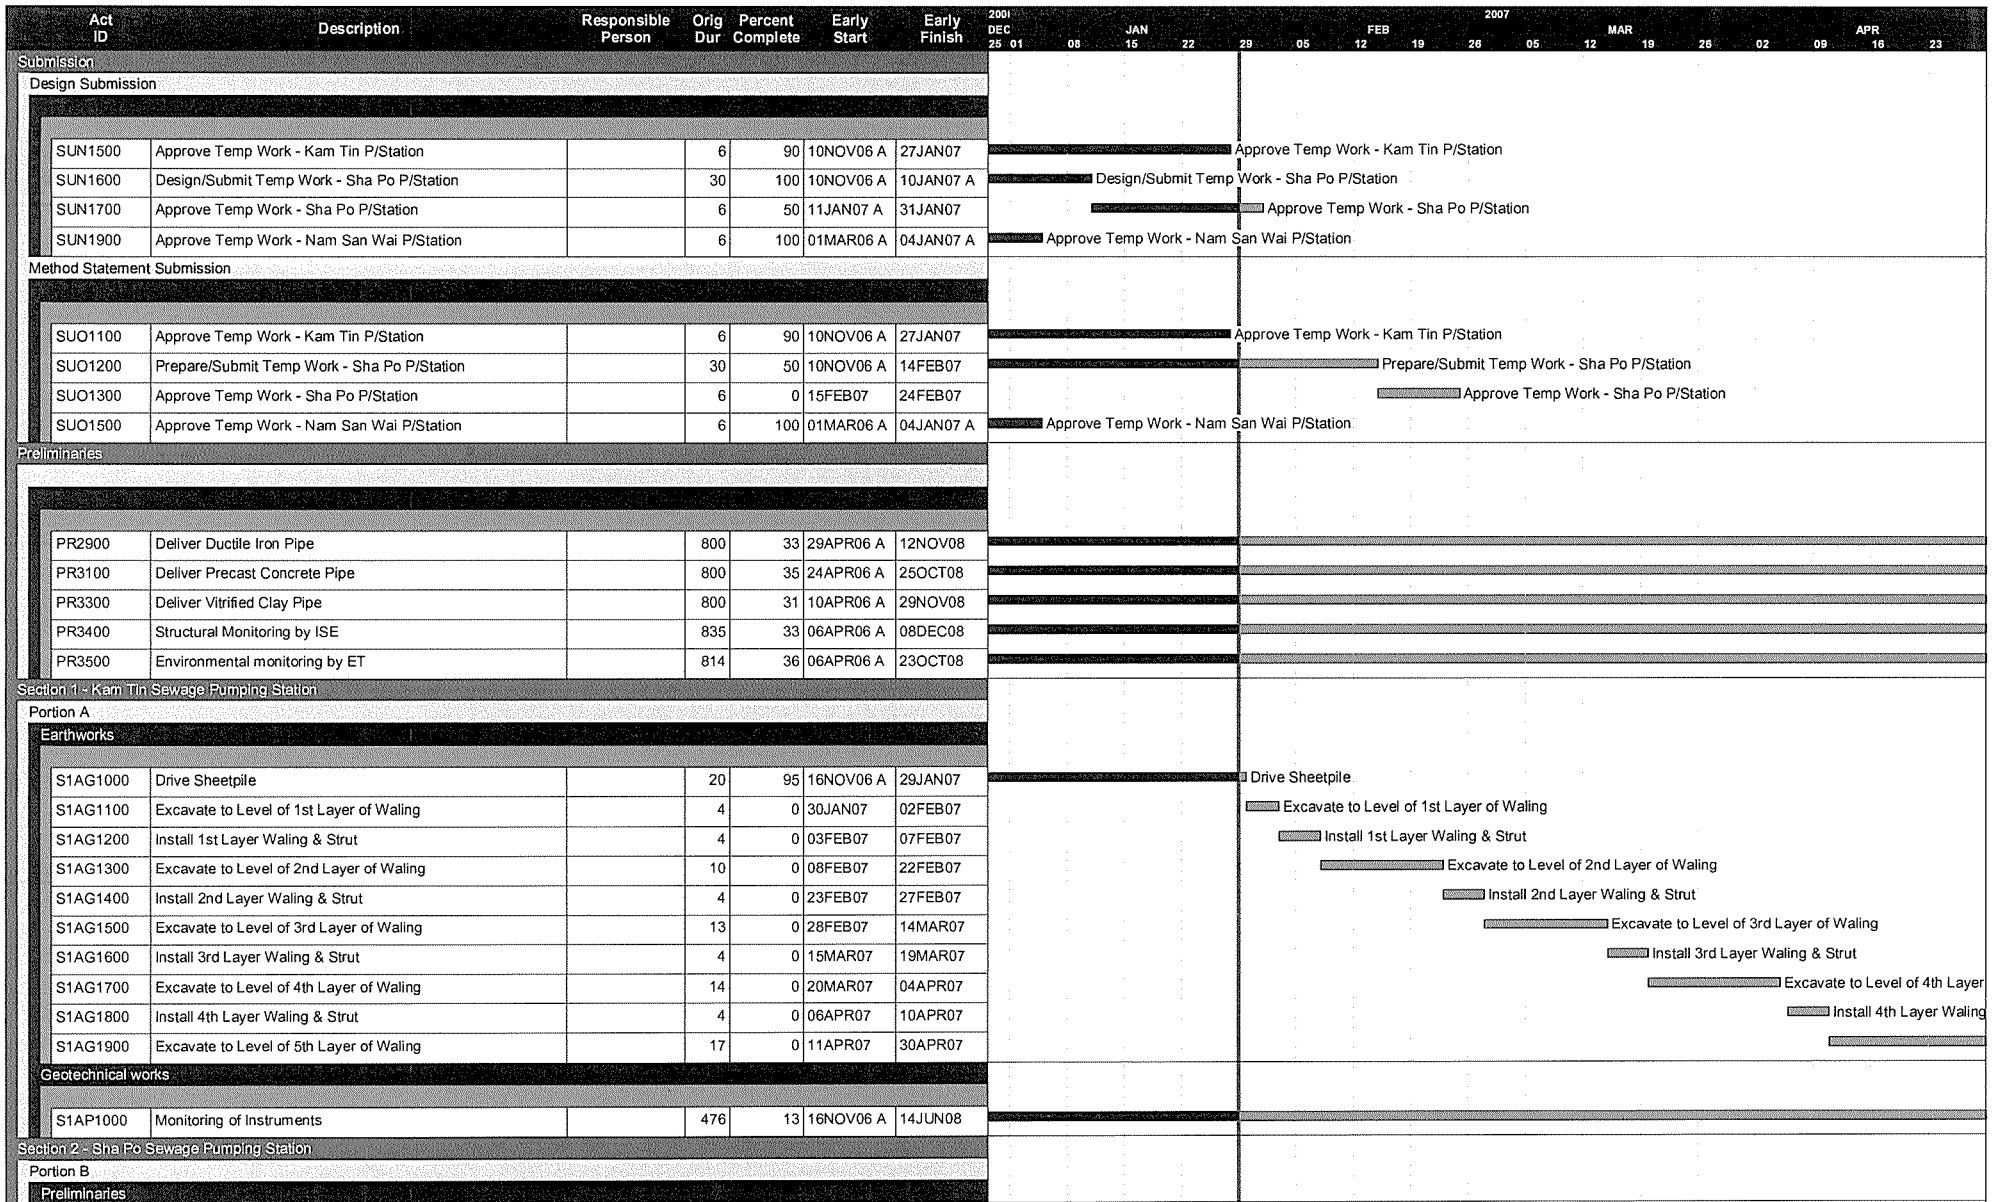 Act ID Description Responsible Person Orig Dur Percent Complete Early Start Early Finish
2001 2007
DEC JAN FEB MAR APR
25 01 08 15 22 29 05 12 19 26 05 12 19 26 02 09 16 23
Submission
Design Submission
SUN1500 Approve Temp Work - Kam Tin P/Station 6 90 10NOV06 A 27JAN07 Approve Temp Work - Kam Tin P/Station
SUN1600 Design/Submit Temp Work - Sha Po P/Station 30 100 10NOV06 A 10JAN07 A Design/Submit Temp Work - Sha Po P/Station
SUN1700 Approve Temp Work - Sha Po P/Station 6 50 11JAN07 A 31JAN07 Approve Temp Work - Sha Po P/Station
SUN1900 Approve Temp Work - Nam San Wai P/Station 6 100 01MAR06 A 04JAN07 A Approve Temp Work - Nam San Wai P/Station
Method Statement Submission
SUO1100 Approve Temp Work - Kam Tin P/Station 6 90 10NOV06 A 27JAN07 Approve Temp Work - Kam Tin P/Station
SUO1200 Prepare/Submit Temp Work - Sha Po P/Station 30 50 10NOV06 A 14FEB07 Prepare/Submit Temp Work - Sha Po P/Station
SUO1300 Approve Temp Work - Sha Po P/Station 6 0 15FEB07 24FEB07 Approve Temp Work - Sha Po P/Station
SUO1500 Approve Temp Work - Nam San Wai P/Station 6 100 01MAR06 A 04JAN07 A Approve Temp Work - Nam San Wai P/Station
Preliminaries
PR2900 Deliver Ductile Iron Pipe 800 33 29APR06 A 12NOV08
PR3100 Deliver Precast Concrete Pipe 800 35 24APR06 A 25OCT08
PR3300 Deliver Vitrified Clay Pipe 800 31 10APR06 A 29NOV08
PR3400 Structural Monitoring by ISE 835 33 06APR06 A 08DEC08
PR3500 Environmental monitoring by ET 814 36 06APR06 A 23OCT08
Section 1 - Kam Tin Sewage Pumping Station
Portion A
Earthworks
S1AG1000 Drive Sheetpile 20 95 16NOV06 A 29JAN07 Drive Sheetpile
S1AG1100 Excavate to Level of 1st Layer of Waling 4 0 30JAN07 02FEB07 Excavate to Level of 1st Layer of Waling
S1AG1200 Install 1st Layer Waling & Strut 4 0 03FEB07 07FEB07 Install 1st Layer Waling & Strut
S1AG1300 Excavate to Level of 2nd Layer of Waling 10 0 08FEB07 22FEB07 Excavate to Level of 2nd Layer of Waling
S1AG1400 Install 2nd Layer Waling & Strut 4 0 23FEB07 27FEB07 Install 2nd Layer Waling & Strut
S1AG1500 Excavate to Level of 3rd Layer of Waling 13 0 28FEB07 14MAR07 Excavate to Level of 3rd Layer of Waling
S1AG1600 Install 3rd Layer Waling & Strut 4 0 15MAR07 19MAR07 Install 3rd Layer Waling & Strut
S1AG1700 Excavate to Level of 4th Layer of Waling 14 0 20MAR07 04APR07 Excavate to Level of 4th Layer
S1AG1800 Install 4th Layer Waling & Strut 4 0 06APR07 10APR07 Install 4th Layer Waling
S1AG1900 Excavate to Level of 5th Layer of Waling 17 0 11APR07 30APR07
Geotechnical works
S1AP1000 Monitoring of Instruments 476 13 16NOV06 A 14JUN08
Section 2 - Sha Po Sewage Pumping Station
Portion B
Preliminaries